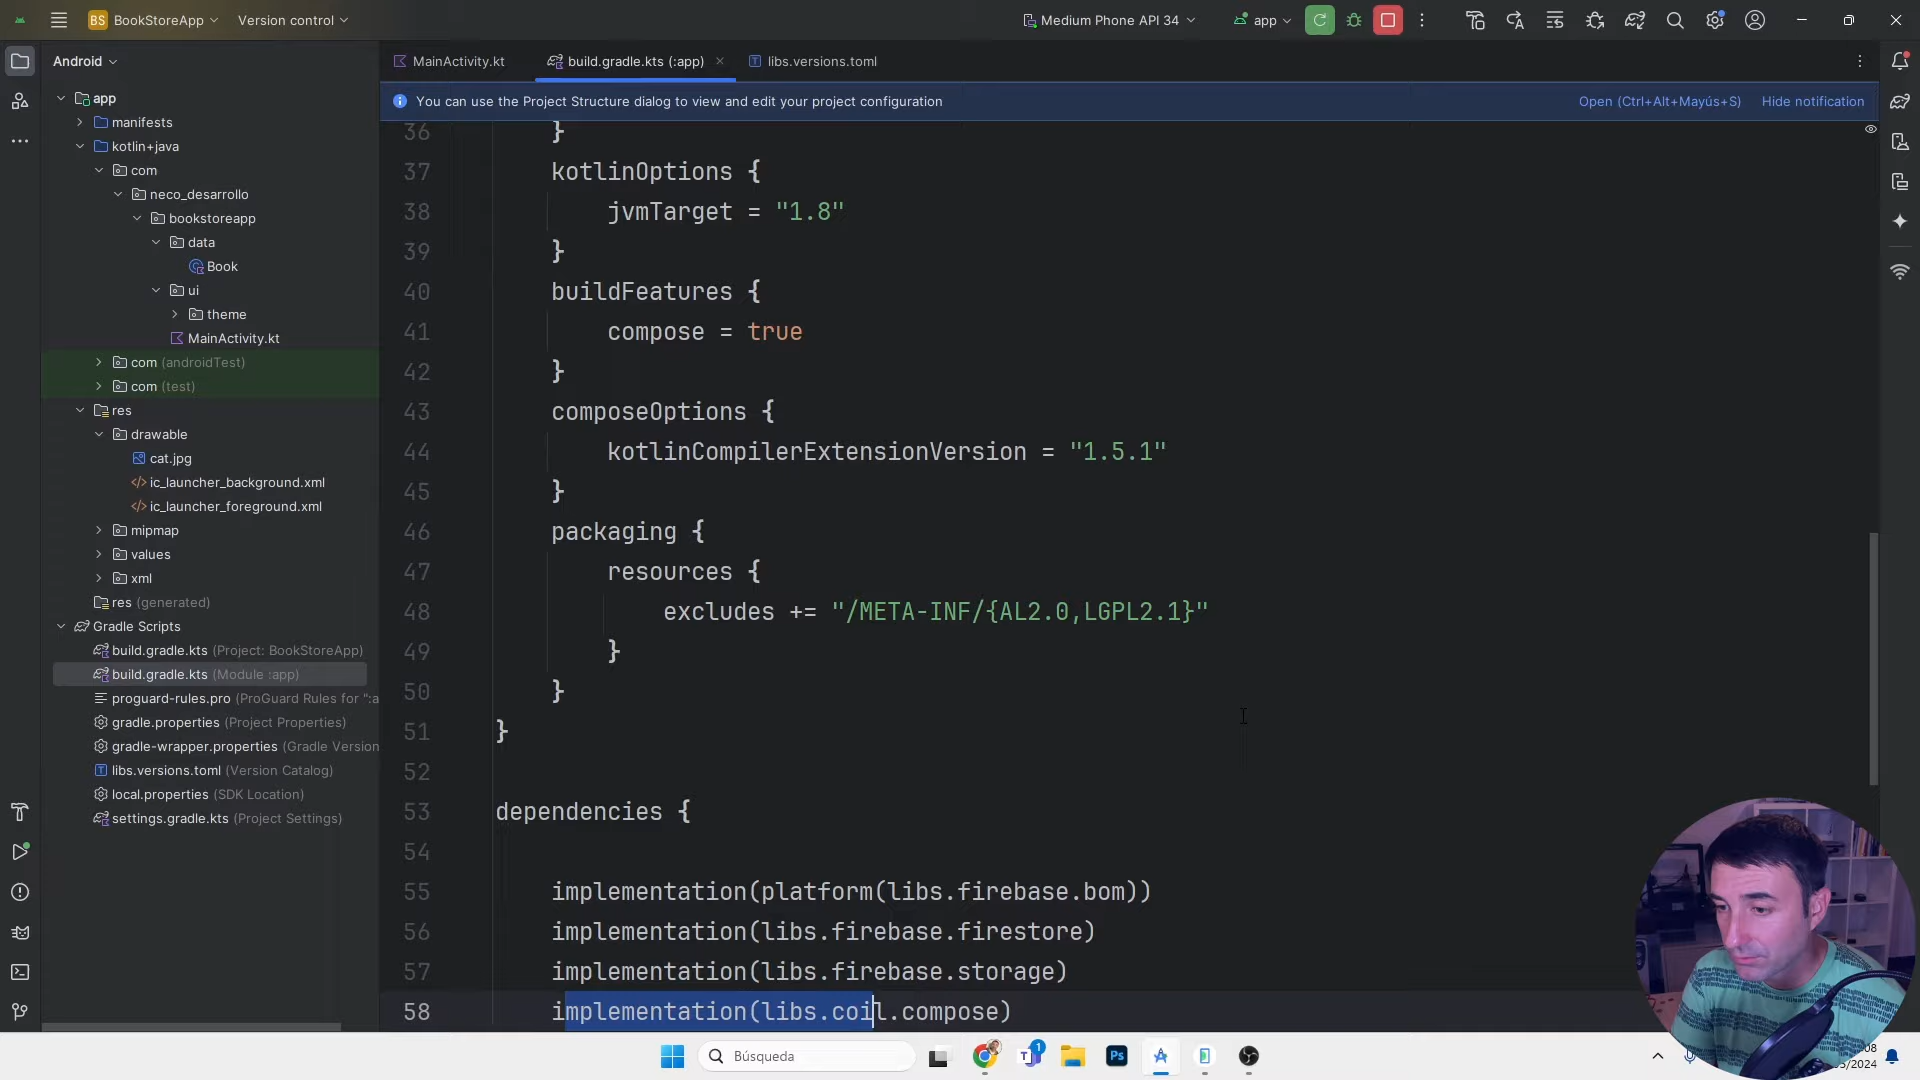 BS BookStoreApp
Version control
Medium Phone API 34
app
Android
MainActivity.kt
build.gradle.kts (:app)
libs.versions.toml
You can use the Project Structure dialog to view and edit your project configuration
Open (Ctrl+Alt+Mayús+S)
Hide notification
app
manifests
kotlin+java
com
neco_desarrollo
bookstoreapp
data
Book
ui
theme
MainActivity.kt
com (androidTest)
com (test)
res
drawable
cat.jpg
ic_launcher_background.xml
ic_launcher_foreground.xml
mipmap
values
xml
res (generated)
Gradle Scripts
build.gradle.kts (Project: BookStoreApp)
build.gradle.kts (Module :app)
proguard-rules.pro (ProGuard Rules for ":a
gradle.properties (Project Properties)
gradle-wrapper.properties (Gradle Version
libs.versions.toml (Version Catalog)
local.properties (SDK Location)
settings.gradle.kts (Project Settings)
36 }
37 kotlinOptions {
38 jvmTarget = "1.8"
39 }
40 buildFeatures {
41 compose = true
42 }
43 composeOptions {
44 kotlinCompilerExtensionVersion = "1.5.1"
45 }
46 packaging {
47 resources {
48 excludes += "/META-INF/{AL2.0,LGPL2.1}"
49 }
50 }
51 }
52
53 dependencies {
54
55 implementation(platform(libs.firebase.bom))
56 implementation(libs.firebase.firestore)
57 implementation(libs.firebase.storage)
58 implementation(libs.coil.compose)
Búsqueda
1
Ps
08
/2024